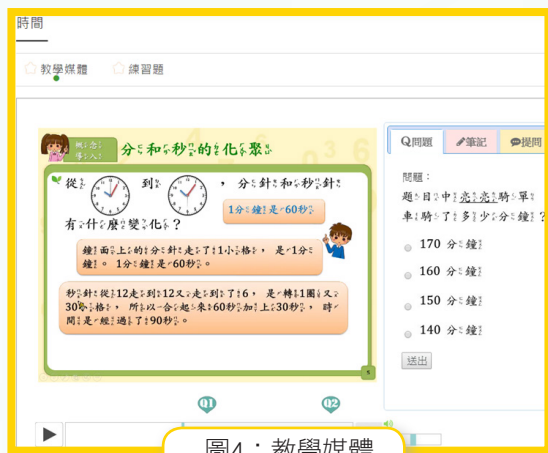 時間
教學媒體 練習題
概念導入 分和秒的化聚
從 到 ,分針和秒針
有什麼變化?
1分鐘是60秒
鐘面上的分針走了1小格,是1分
鐘。1分鐘是60秒。
秒針從12走到12又走到了6,是轉1圈又
30小格,所以合起來60秒加上30秒,時
間是經過了90秒。
5
Q1 Q2
Q問題 筆記 提問
問題:
題目中亮亮騎單
車騎了多少分鐘?
170 分鐘
160 分鐘
150 分鐘
140 分鐘
送出
圖4:教學媒體